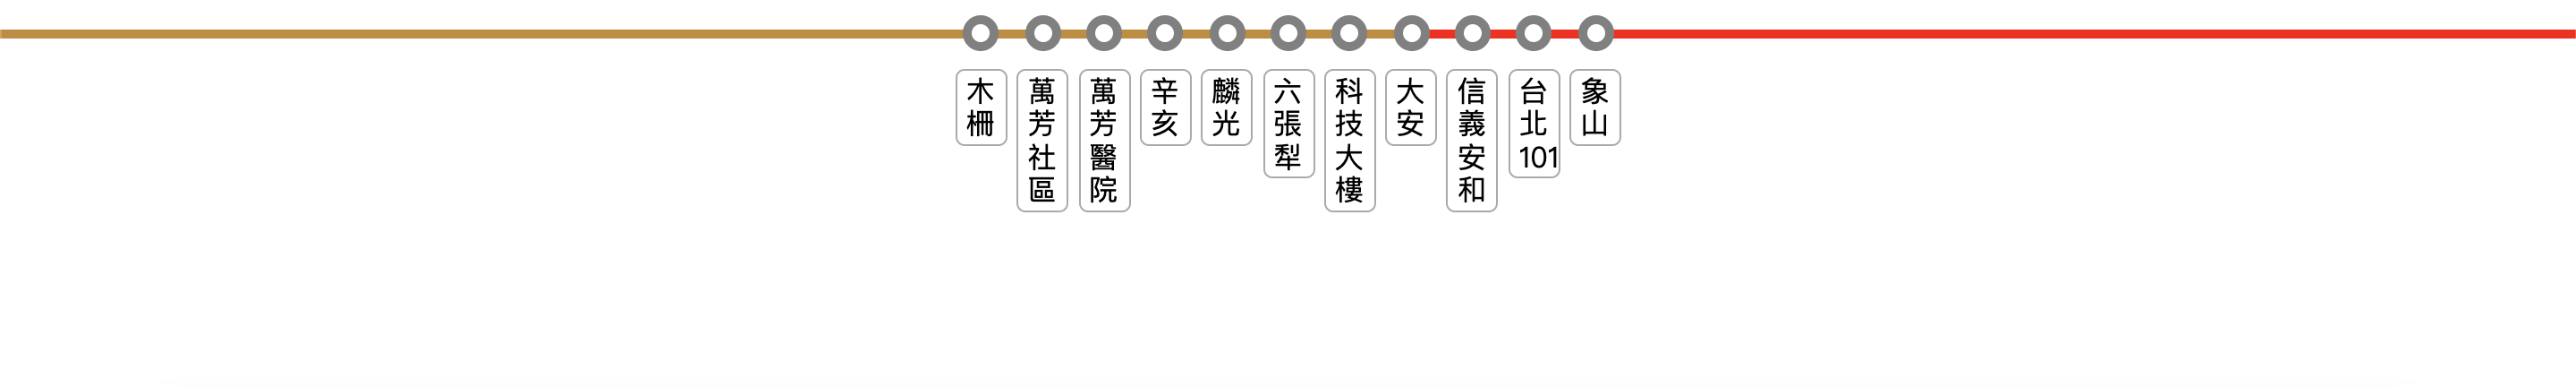 木柵
萬芳社區
萬芳醫院
辛亥
麟光
六張犁
科技大樓
大安
信義安和
台北101
象山